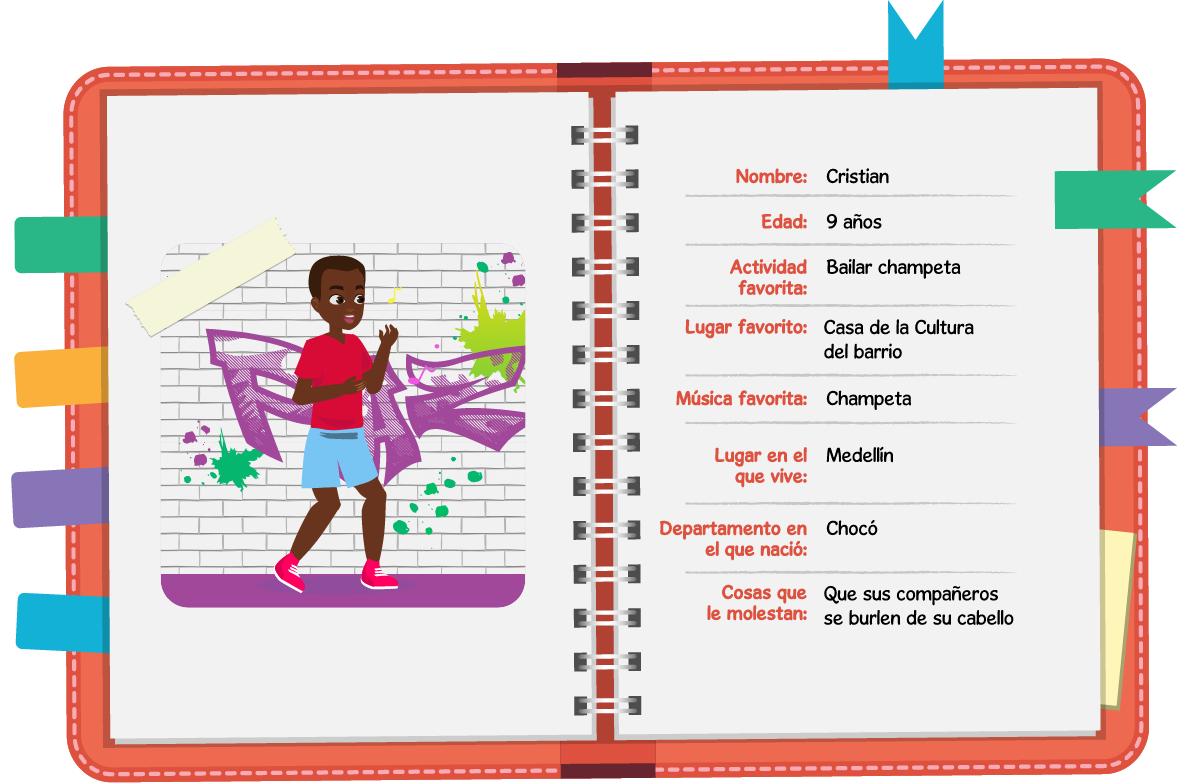 Nombre: Cristian
Edad: 9 años
Actividad Bailar champeta
favorita:
Lugar favorito: Casa de la Cultura
del barrio
Música favorita: Champeta
Lugar en el Medellín
que vive:
Departamento en Chocó
el que nació:
Cosas que Que sus compañeros
le molestan: se burlen de su cabello